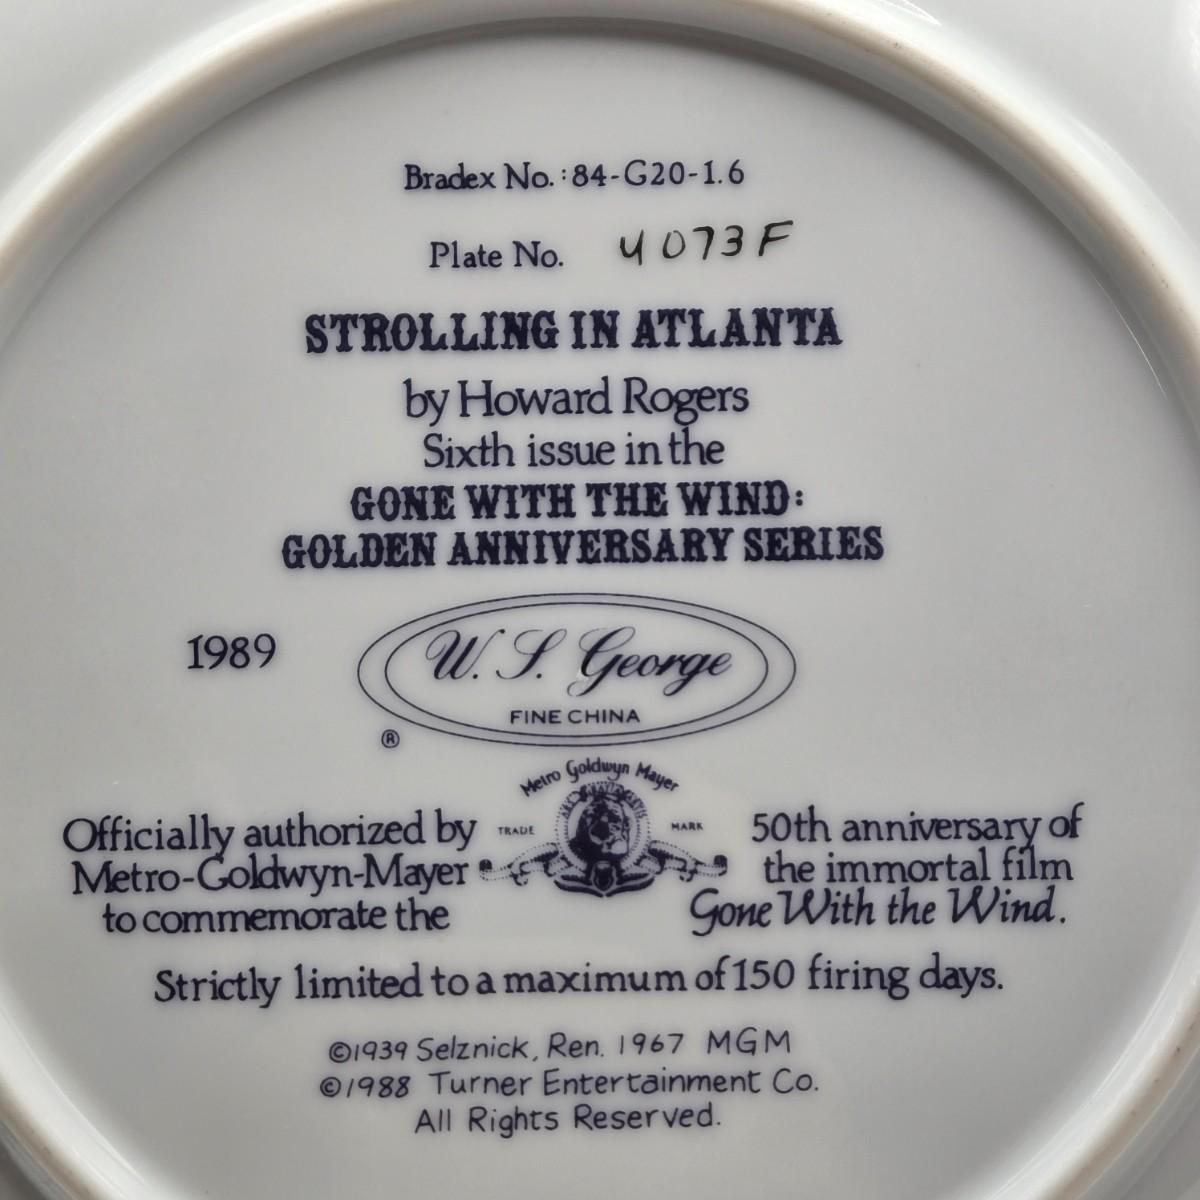 Bradex No.: 84-G20-1.6
Plate No. 4073F
STROLLING IN ATLANTA
by Howard Rogers
Sixth issue in the
GONE WITH THE WIND:
GOLDEN ANNIVERSARY SERIES
1989
W. S. George
FINE CHINA
®
Metro Goldwyn Mayer
TRADE MARK
Officially authorized by
Metro-Goldwyn-Mayer
to commemorate the
50th anniversary of
the immortal film
Gone With the Wind.
Strictly limited to a maximum of 150 firing days.
©1939 Selznick, Ren. 1967 MGM
©1988 Turner Entertainment Co.
All Rights Reserved.